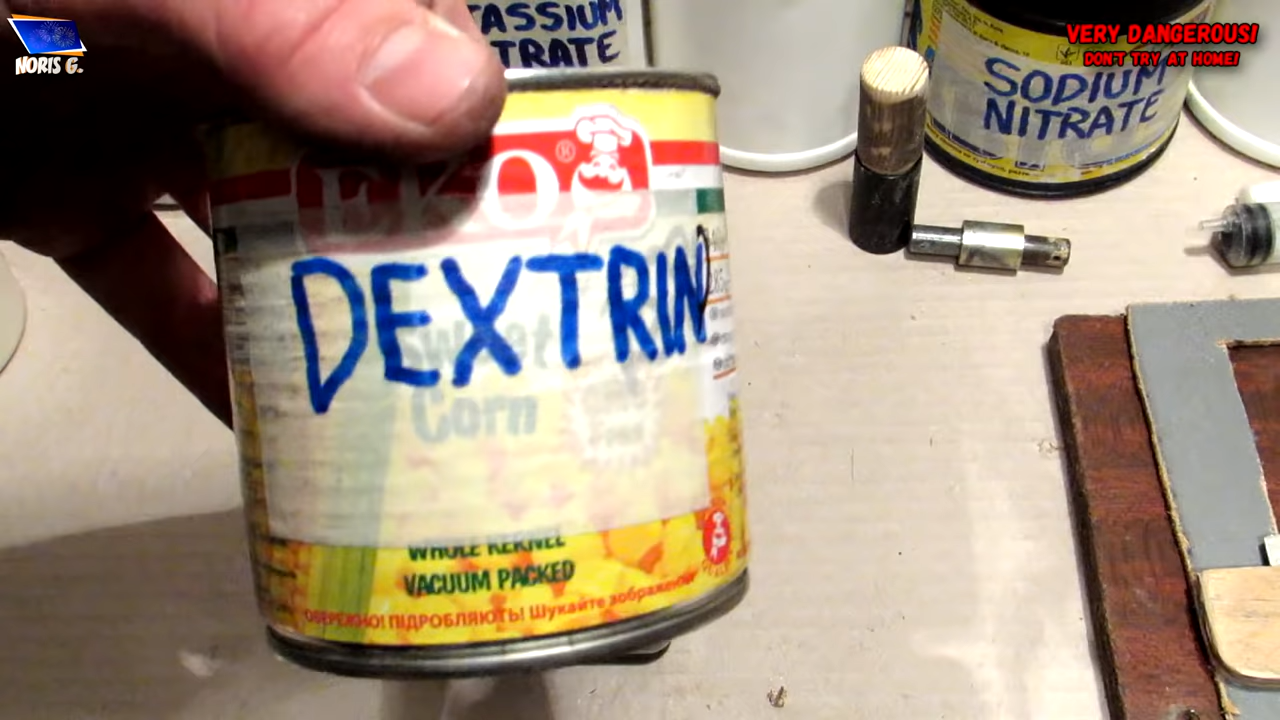 NORIS G.
TASSIUM
TRATE
VERY DANGEROUS!
DON'T TRY AT HOME!
SODIUM
NITRATE
EKO®
DEXTRIN
Sweet
Corn
WHOLE KERNEL
VACUUM PACKED
ОБЕРЕЖНО! ПІДРОБЛЯЮТЬ! Шукайте зображення